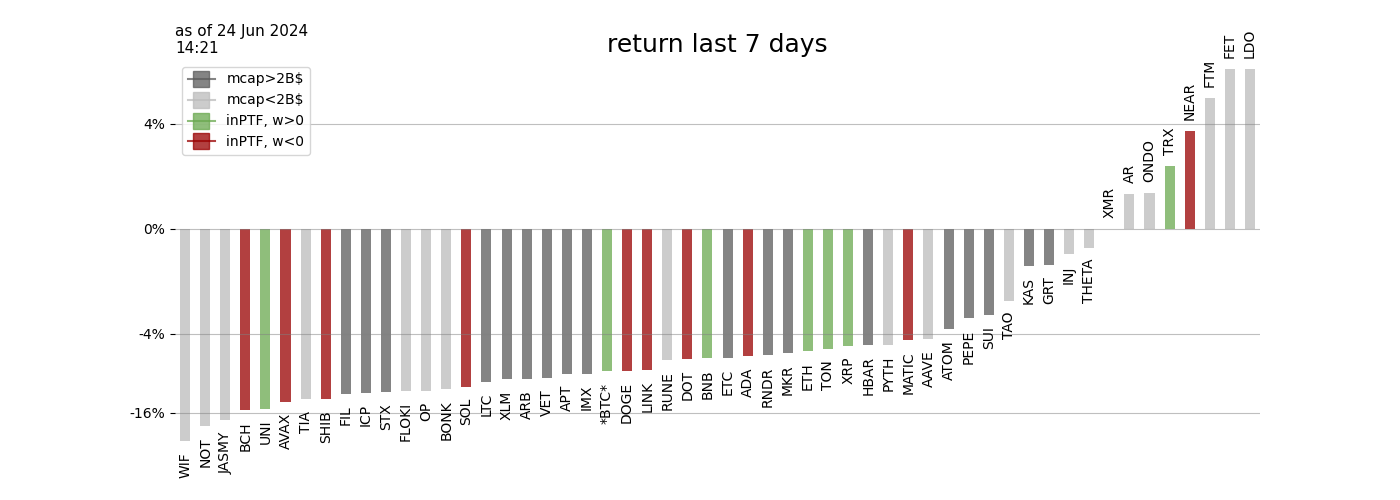 as of 24 Jun 2024
14:21
return last 7 days
mcap>2B$
mcap<2B$
inPTF, w>0
inPTF, w<0
4%
0%
-4%
-16%
WIF
NOT
JASMY
BCH
UNI
AVAX
TIA
SHIB
FIL
ICP
STX
FLOKI
OP
BONK
SOL
LTC
XLM
ARB
VET
APT
IMX
*BTC*
DOGE
LINK
RUNE
DOT
BNB
ETC
ADA
RNDR
MKR
ETH
TON
XRP
HBAR
PYTH
MATIC
AAVE
ATOM
PEPE
SUI
TAO
KAS
GRT
INJ
THETA
XMR
AR
ONDO
TRX
NEAR
FTM
FET
LDO